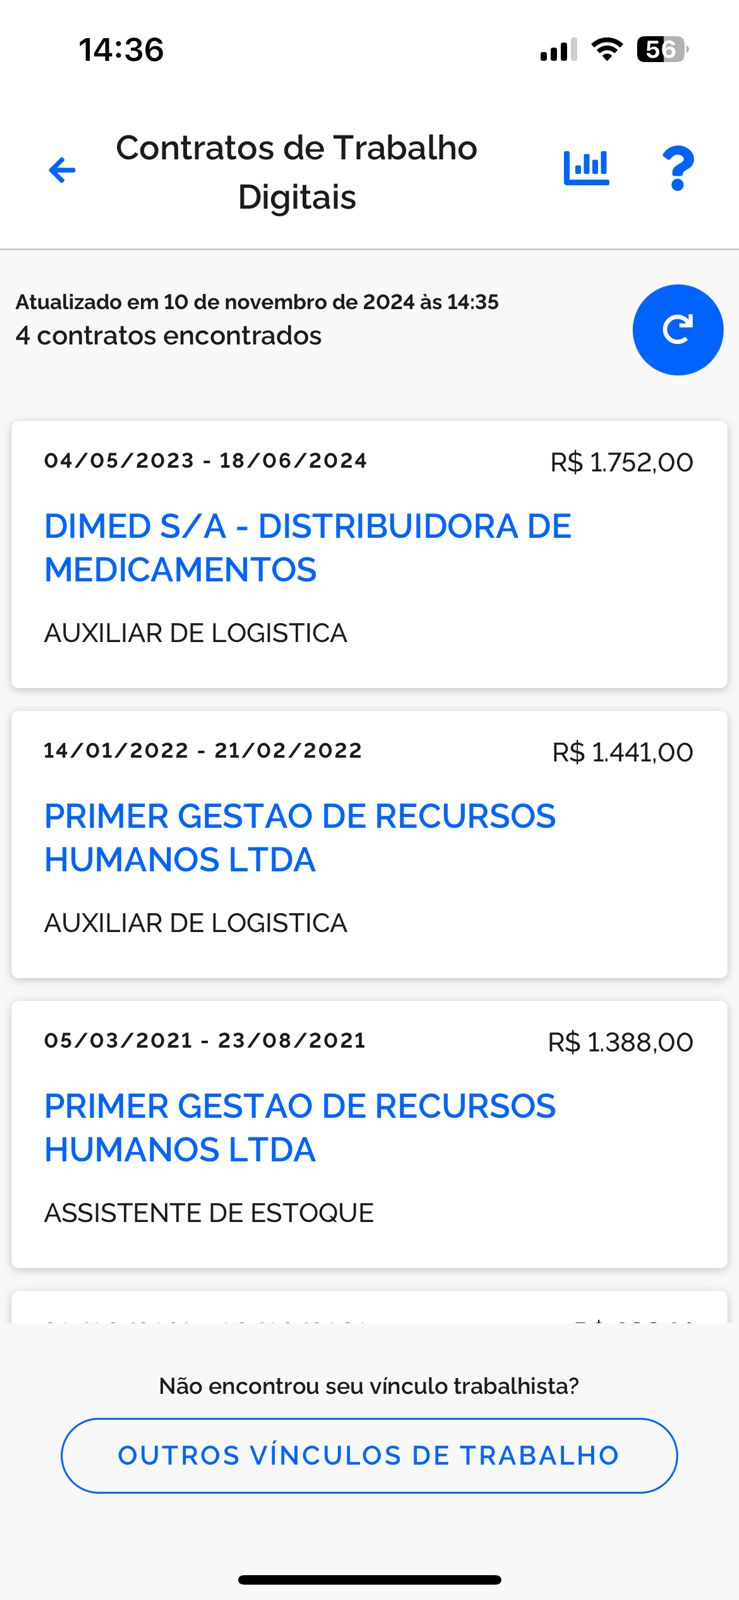 14:36
56
Contratos de Trabalho
Digitais
Atualizado em 10 de novembro de 2024 às 14:35
4 contratos encontrados
04/05/2023 - 18/06/2024
R$ 1.752,00
DIMED S/A - DISTRIBUIDORA DE
MEDICAMENTOS
AUXILIAR DE LOGISTICA
14/01/2022 - 21/02/2022
R$ 1.441,00
PRIMER GESTAO DE RECURSOS
HUMANOS LTDA
AUXILIAR DE LOGISTICA
05/03/2021 - 23/08/2021
R$ 1.388,00
PRIMER GESTAO DE RECURSOS
HUMANOS LTDA
ASSISTENTE DE ESTOQUE
Não encontrou seu vínculo trabalhista?
OUTROS VÍNCULOS DE TRABALHO